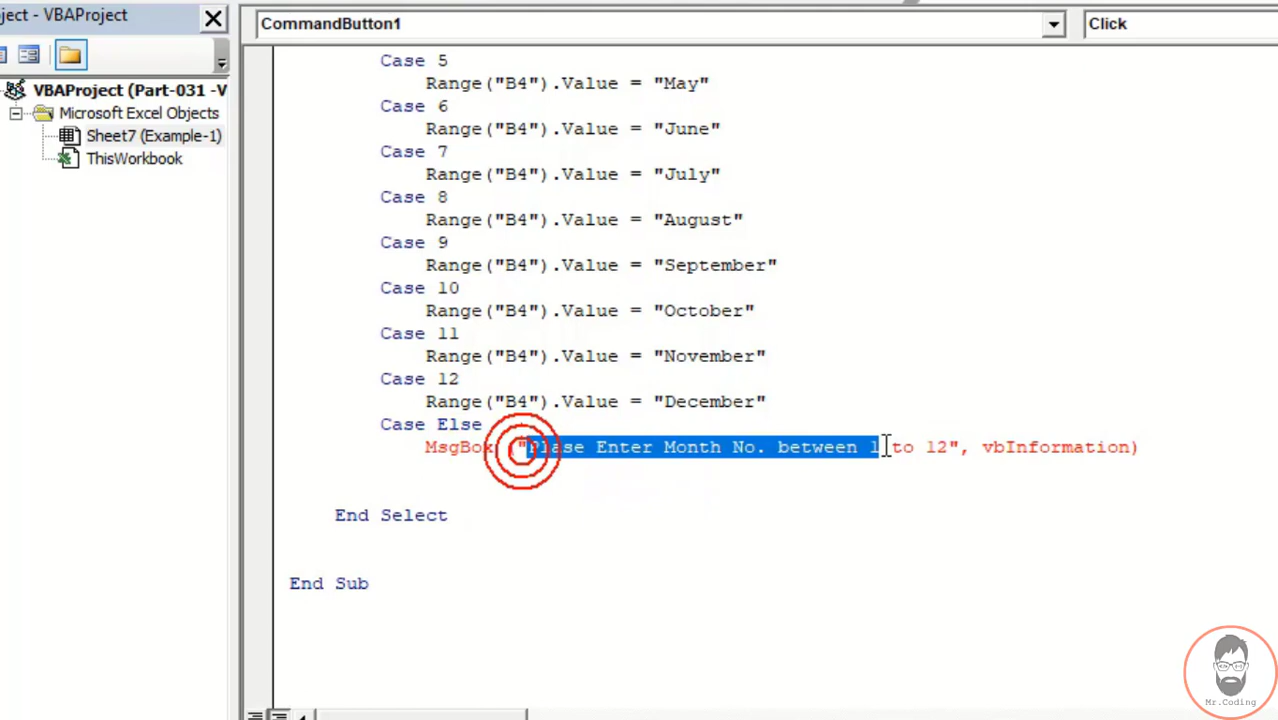 oject - VBAProject
CommandButton1
Click
VBAProject (Part-031 -V
Microsoft Excel Objects
Sheet7 (Example-1)
ThisWorkbook
Case 5
Range("B4").Value = "May"
Case 6
Range("B4").Value = "June"
Case 7
Range("B4").Value = "July"
Case 8
Range("B4").Value = "August"
Case 9
Range("B4").Value = "September"
Case 10
Range("B4").Value = "October"
Case 11
Range("B4").Value = "November"
Case 12
Range("B4").Value = "December"
Case Else
MsgBox ("Plase Enter Month No. between 1 to 12", vbInformation)
End Select
End Sub
Mr.Coding